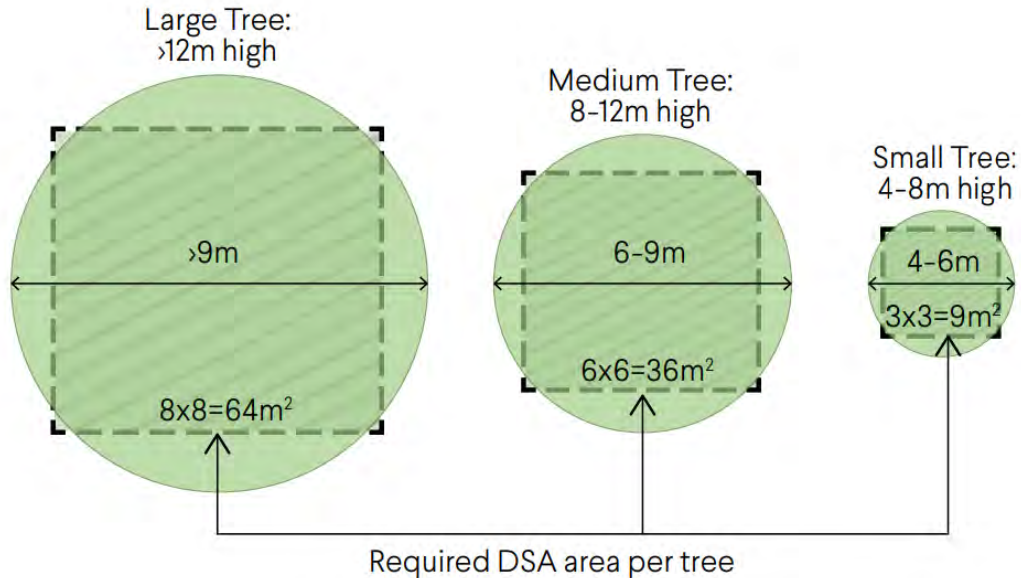 Large Tree:
›12m high
Medium Tree:
8-12m high
Small Tree:
4-8m high
›9m
6-9m
4-6m
3x3=9m²
6x6=36m²
8x8=64m²
Required DSA area per tree